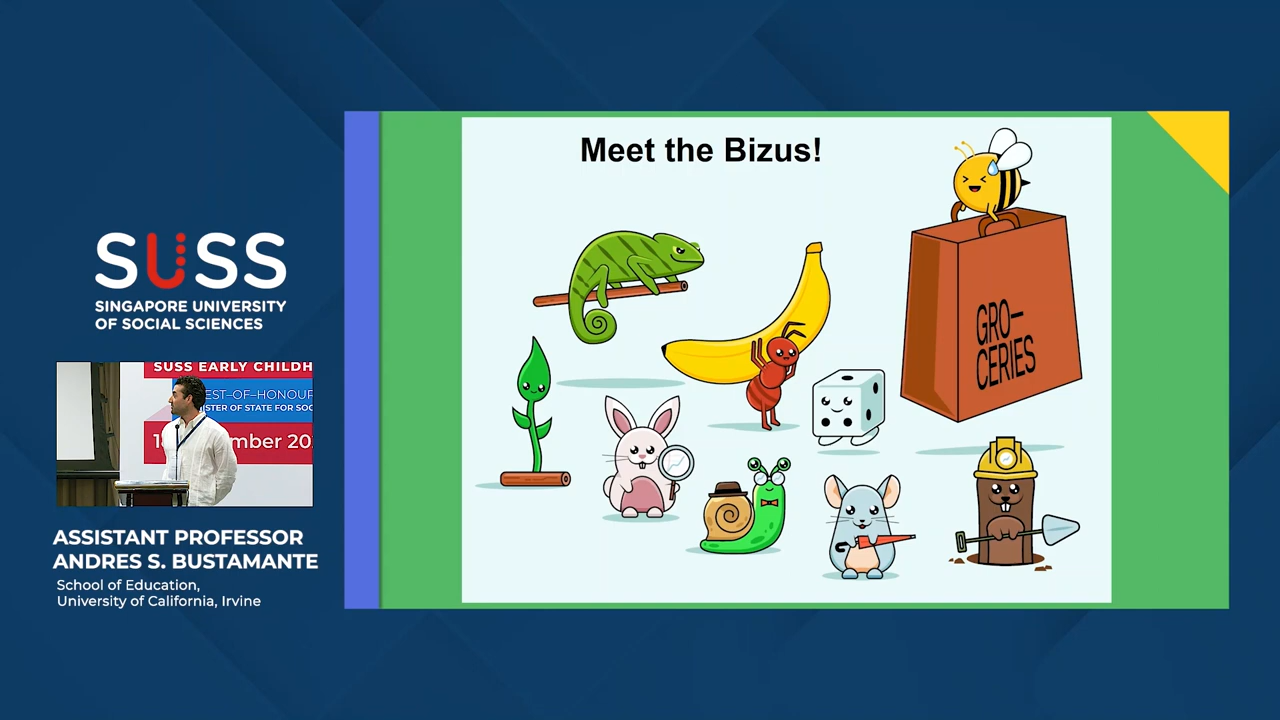 SUSS
SINGAPORE UNIVERSITY
OF SOCIAL SCIENCES
SUSS EARLY CHILDH
EST-OF-HONOUR
ISTER OF STATE FOR SOC
mber 20
ASSISTANT PROFESSOR
ANDRES S. BUSTAMANTE
School of Education,
University of California, Irvine
Meet the Bizus!
GRO-
CERIES